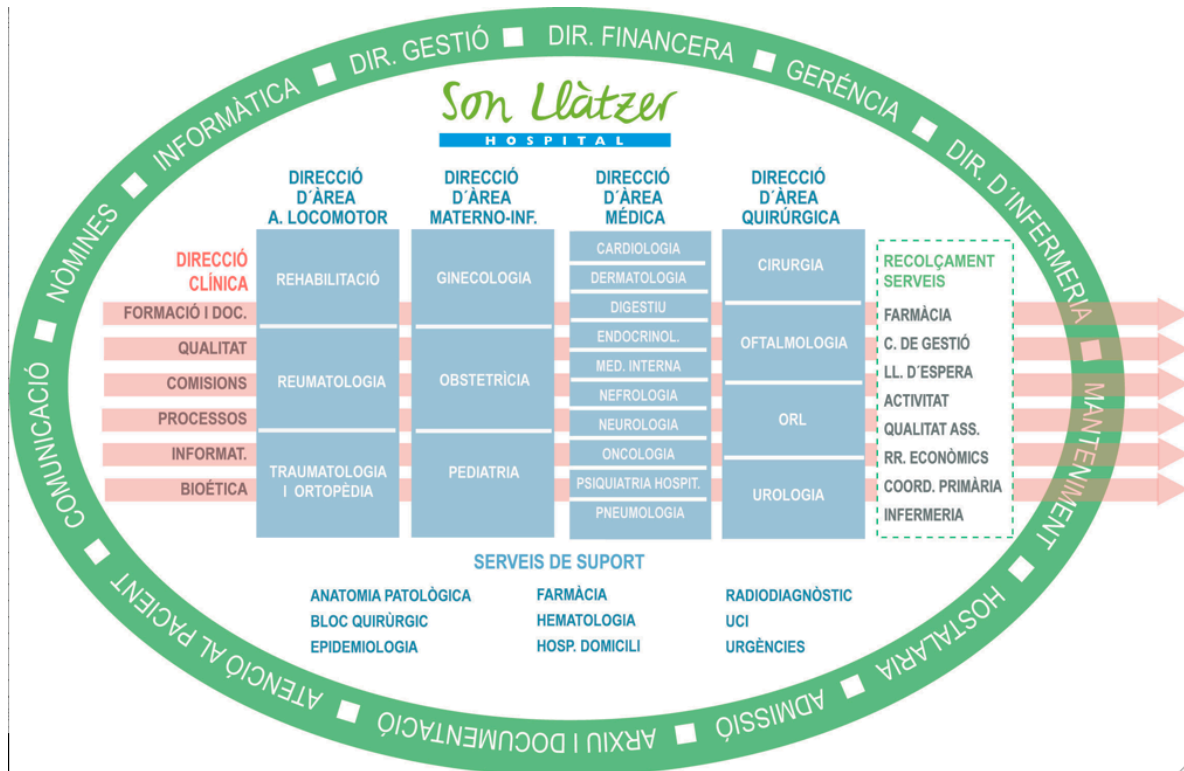 DIR. GESTIÓ
DIR. FINANCERA
GERÉNCIA
DIR. D´INFERMERIA
MANTENIMENT
HOSTALARIA
ADMISSIÓ
ARXIU I DOCUMENTACIÓ
ATENCIÓ AL PACIENT
COMUNICACIÓ
NÒMINES
INFORMÀTICA
Son Llàtzer
HOSPITAL
DIRECCIÓ
D´ÀREA
A. LOCOMOTOR
REHABILITACIÓ
REUMATOLOGIA
TRAUMATOLOGIA
I ORTOPÈDIA
DIRECCIÓ
D´ÀREA
MATERNO-INF.
GINECOLOGIA
OBSTETRÍCIA
PEDIATRIA
DIRECCIÓ
D´ÀREA
MÉDICA
CARDIOLOGIA
DERMATOLOGIA
DIGESTIU
ENDOCRINOL.
MED. INTERNA
NEFROLOGIA
NEUROLOGIA
ONCOLOGIA
PSIQUIATRIA HOSPIT.
PNEUMOLOGIA
DIRECCIÓ
D´ÀREA
QUIRÚRGICA
CIRURGIA
OFTALMOLOGIA
ORL
UROLOGIA
DIRECCIÓ
CLÍNICA
FORMACIÓ I DOC.
QUALITAT
COMISIONS
PROCESSOS
INFORMAT.
BIOÉTICA
RECOLÇAMENT
SERVEIS
FARMÀCIA
C. DE GESTIÓ
LL. D´ESPERA
ACTIVITAT
QUALITAT ASS.
RR. ECONÒMICS
COORD. PRIMÀRIA
INFERMERIA
SERVEIS DE SUPORT
ANATOMIA PATOLÒGICA
BLOC QUIRÙRGIC
EPIDEMIOLOGIA
FARMÀCIA
HEMATOLOGIA
HOSP. DOMICILI
RADIODIAGNÒSTIC
UCI
URGÈNCIES